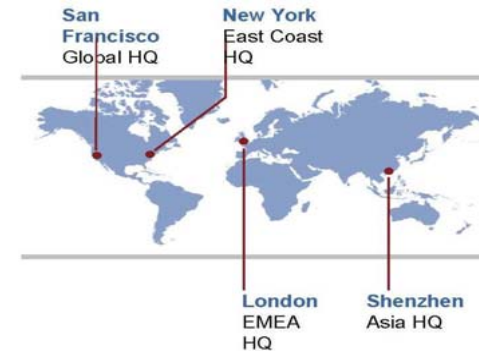 San
Francisco
Global HQ
New York
East Coast
HQ
London
EMEA
HQ
Shenzhen
Asia HQ